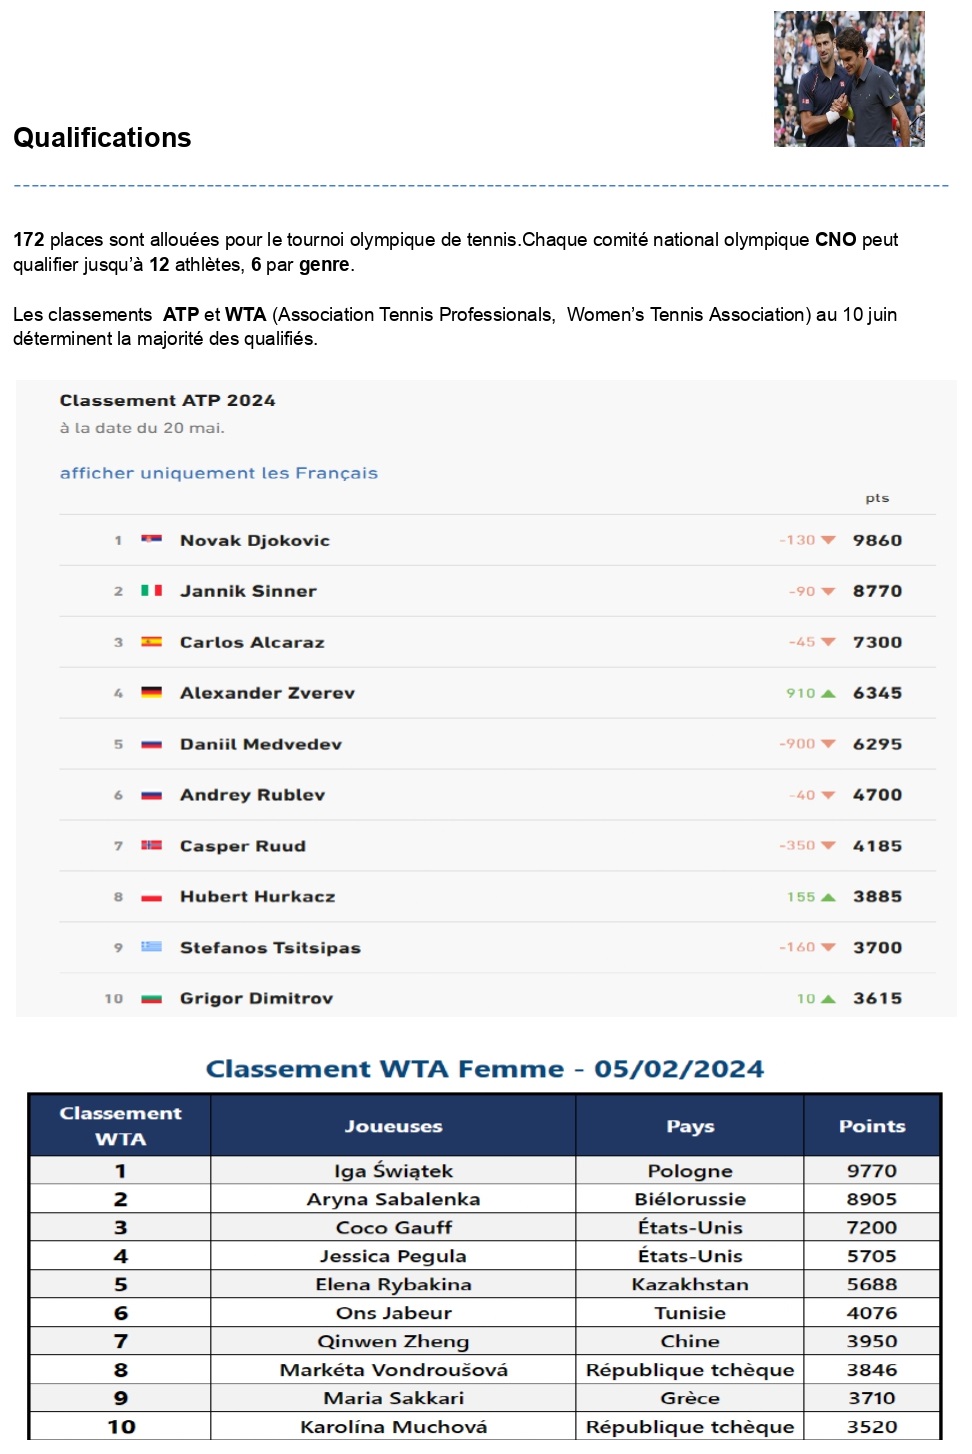 Qualifications
172 places sont allouées pour le tournoi olympique de tennis.Chaque comité national olympique CNO peut
qualifier jusqu'à 12 athlètes, 6 par genre.
Les classements  ATP et WTA (Association Tennis Professionals,  Women's Tennis Association) au 10 juin
déterminent la majorité des qualifiés.
Classement ATP 2024
à la date du 20 mai.
afficher uniquement les Français
pts
1 Novak Djokovic -130 ▼ 9860
2 Jannik Sinner -90 ▼ 8770
3 Carlos Alcaraz -45 ▼ 7300
4 Alexander Zverev 910 ▲ 6345
5 Daniil Medvedev -900 ▼ 6295
6 Andrey Rublev -40 ▼ 4700
7 Casper Ruud -350 ▼ 4185
8 Hubert Hurkacz 155 ▲ 3885
9 Stefanos Tsitsipas -160 ▼ 3700
10 Grigor Dimitrov 10 ▲ 3615
Classement WTA Femme - 05/02/2024
Classement WTA Joueuses Pays Points
1 Iga Świątek Pologne 9770
2 Aryna Sabalenka Biélorussie 8905
3 Coco Gauff États-Unis 7200
4 Jessica Pegula États-Unis 5705
5 Elena Rybakina Kazakhstan 5688
6 Ons Jabeur Tunisie 4076
7 Qinwen Zheng Chine 3950
8 Markéta Vondroušová République tchèque 3846
9 Maria Sakkari Grèce 3710
10 Karolína Muchová République tchèque 3520